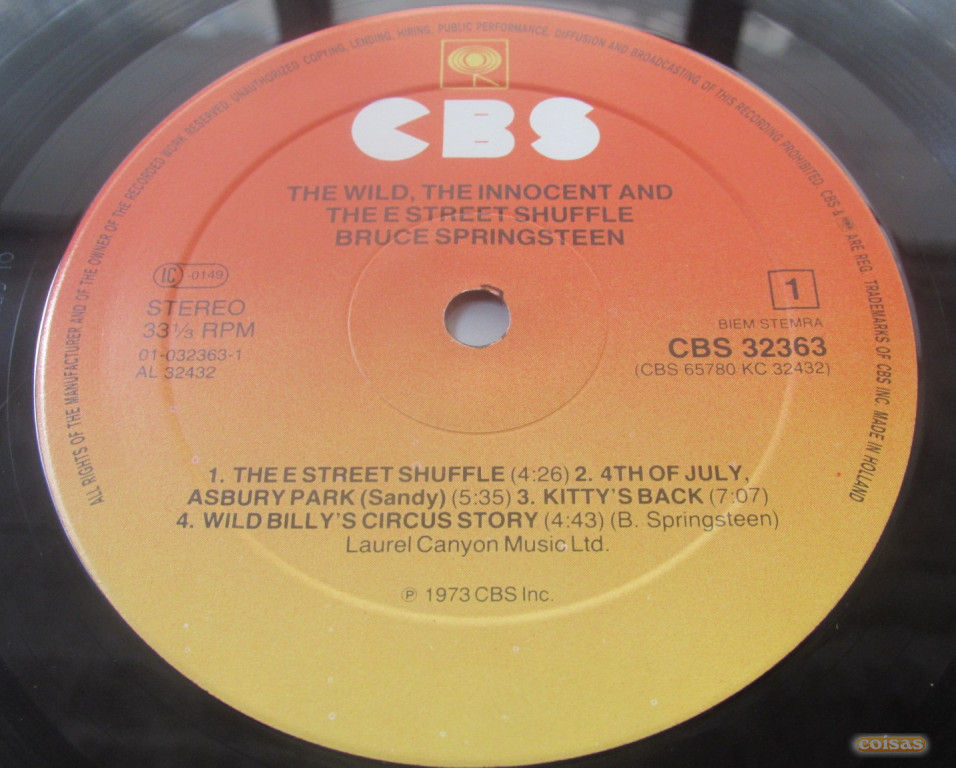 ALL RIGHTS OF THE MANUFACTURER AND OF THE OWNER OF THE RECORDED WORK RESERVED. UNAUTHORIZED COPYING, LENDING, HIRING, PUBLIC PERFORMANCE, DIFFUSION AND BROADCASTING OF THIS RECORDING PROHIBITED. CBS & ARE REG. TRADEMARKS OF CBS INC. MADE IN HOLLAND
CBS
THE WILD, THE INNOCENT AND
THE E STREET SHUFFLE
BRUCE SPRINGSTEEN
IC -0149
STEREO
33 1/3 RPM
01-032363-1
AL 32432
1
BIEM STEMRA
CBS 32363
(CBS 65780 KC 32432)
1. THE E STREET SHUFFLE (4:26) 2. 4TH OF JULY,
ASBURY PARK (Sandy) (5:35) 3. KITTY'S BACK (7:07)
4. WILD BILLY'S CIRCUS STORY (4:43) (B. Springsteen)
Laurel Canyon Music Ltd.
℗ 1973 CBS Inc.
coisas